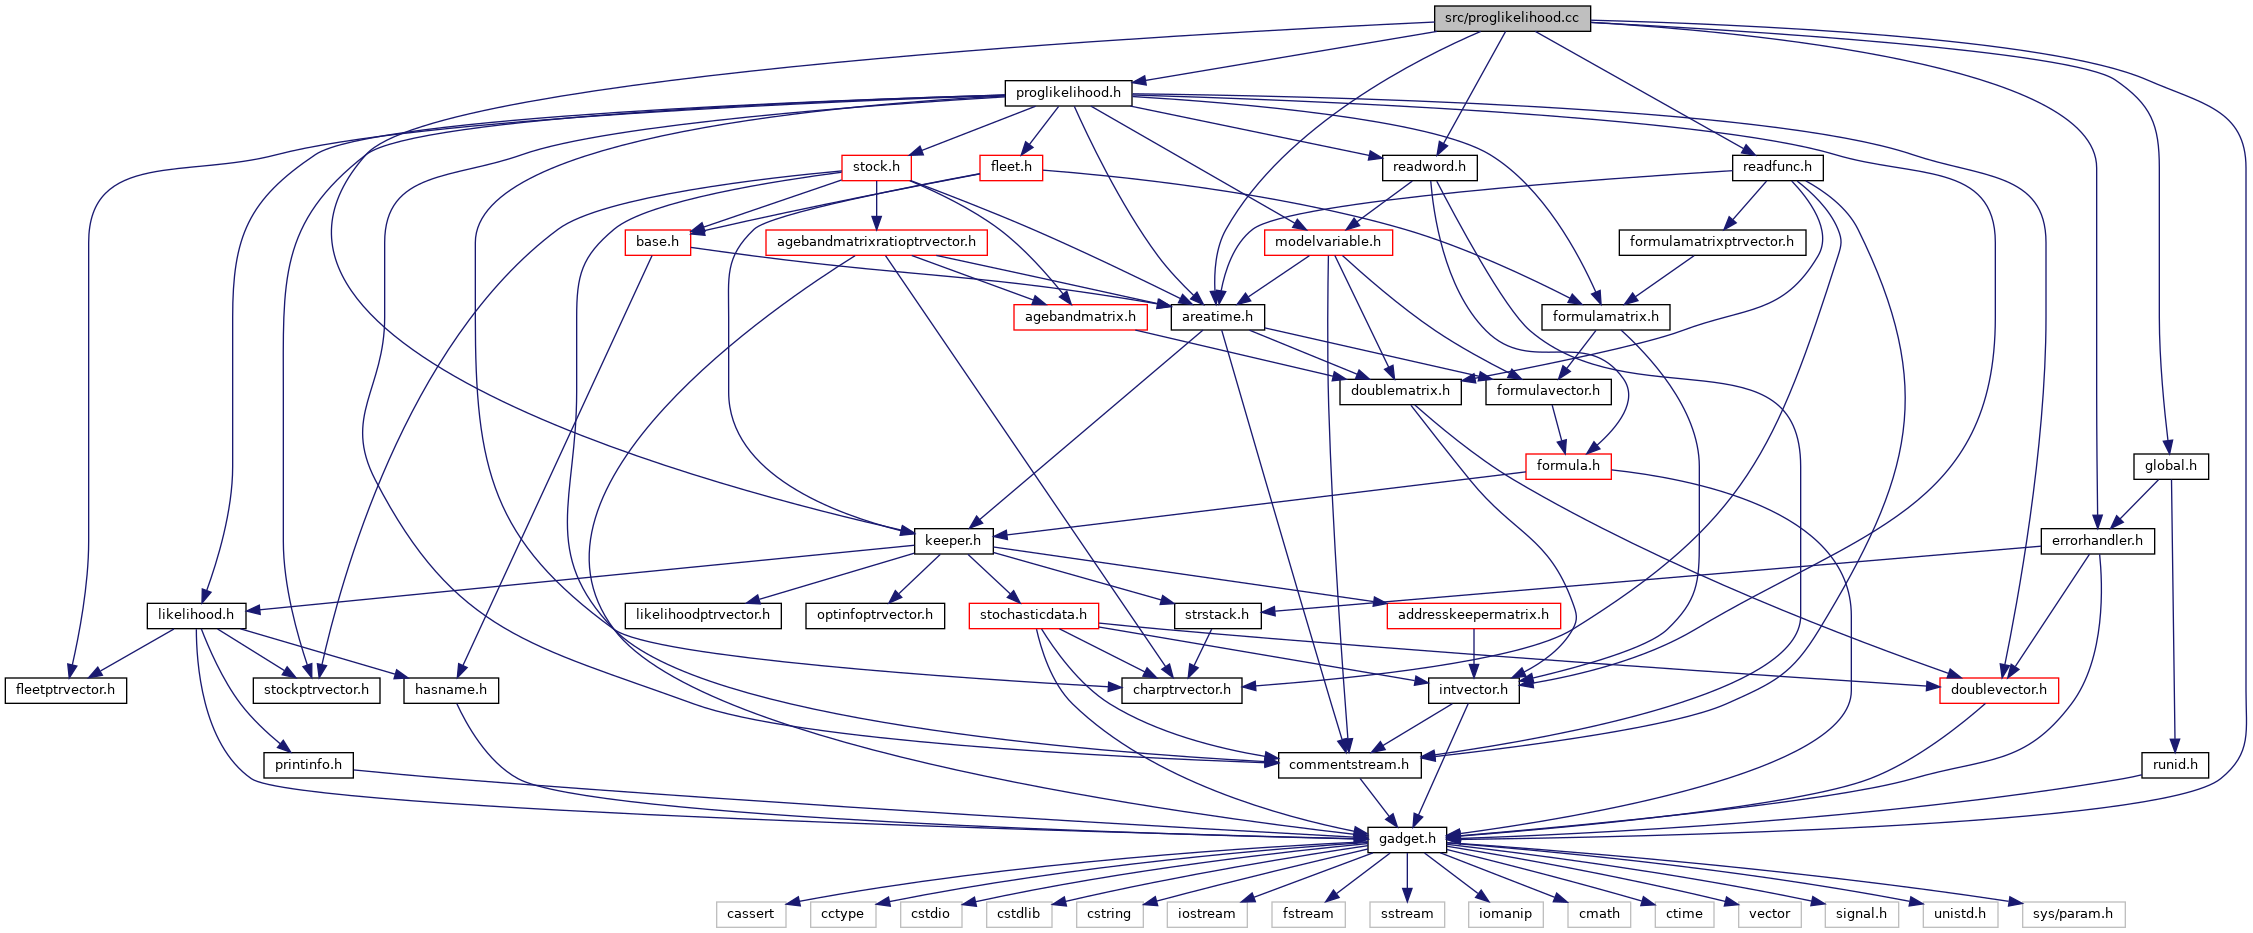 src/proglikelihood.cc
proglikelihood.h
stock.h
fleet.h
readword.h
readfunc.h
base.h
agebandmatrixratioptrvector.h
modelvariable.h
formulamatrixptrvector.h
agebandmatrix.h
areatime.h
formulamatrix.h
doublematrix.h
formulavector.h
formula.h
global.h
keeper.h
errorhandler.h
likelihood.h
likelihoodptrvector.h
optinfoptrvector.h
stochasticdata.h
strstack.h
addresskeepermatrix.h
fleetptrvector.h
stockptrvector.h
hasname.h
charptrvector.h
intvector.h
doublevector.h
printinfo.h
commentstream.h
runid.h
gadget.h
cassert
cctype
cstdio
cstdlib
cstring
iostream
fstream
sstream
iomanip
cmath
ctime
vector
signal.h
unistd.h
sys/param.h